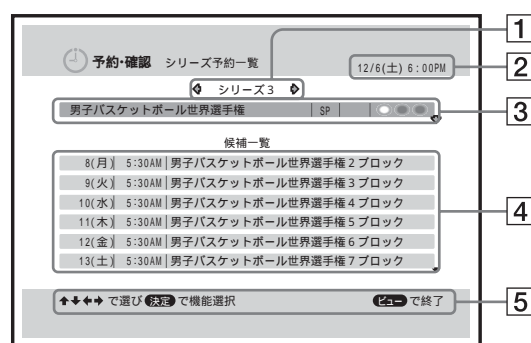 1
予約・確認 シリーズ予約一覧
12/6(土) 6:00PM
2
シリーズ3
男子バスケットボール世界選手権 SP
3
候補一覧
8(月) 5:30AM 男子バスケットボール世界選手権2ブロック
9(火) 5:30AM 男子バスケットボール世界選手権3ブロック
10(水) 5:30AM 男子バスケットボール世界選手権4ブロック
4
11(木) 5:30AM 男子バスケットボール世界選手権5ブロック
12(金) 5:30AM 男子バスケットボール世界選手権6ブロック
13(土) 5:30AM 男子バスケットボール世界選手権7ブロック
↑↓←→ で選び 決定 で機能選択
ビュー で終了
5